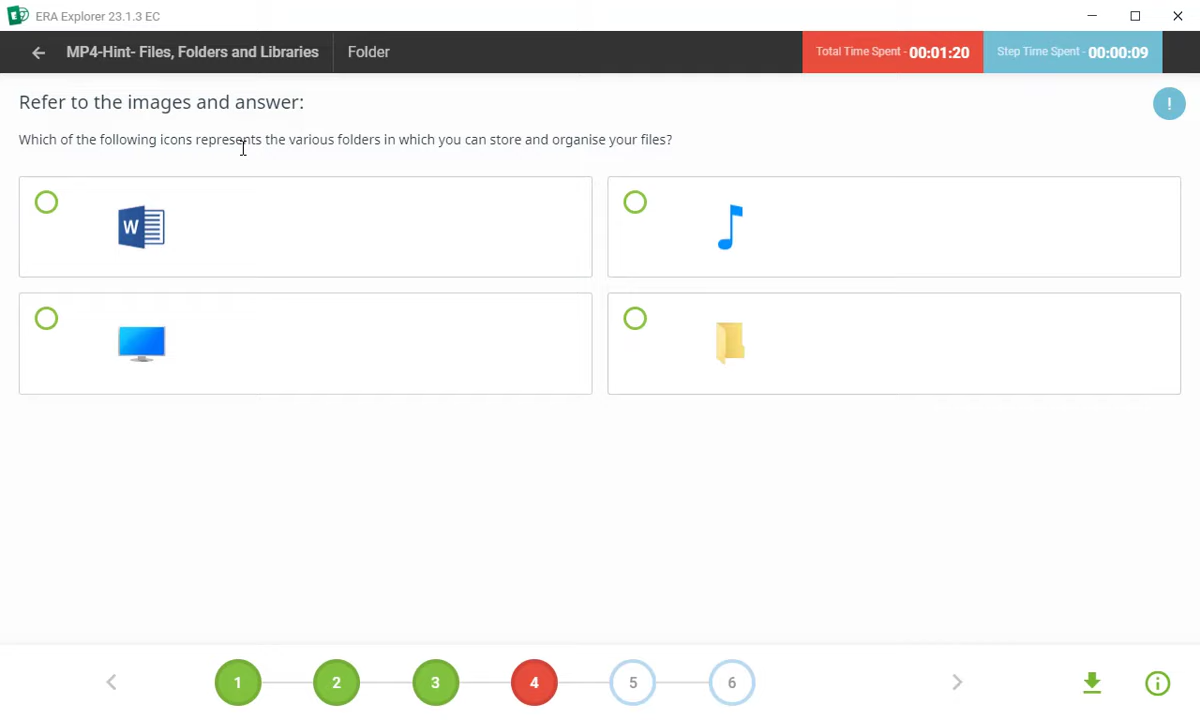 ERA Explorer 23.1.3 EC
MP4-Hint- Files, Folders and Libraries Folder Total Time Spent - 00:01:20 Step Time Spent - 00:00:09
Refer to the images and answer:
!
Which of the following icons represents the various folders in which you can store and organise your files?
W
1 2 3 4 5 6